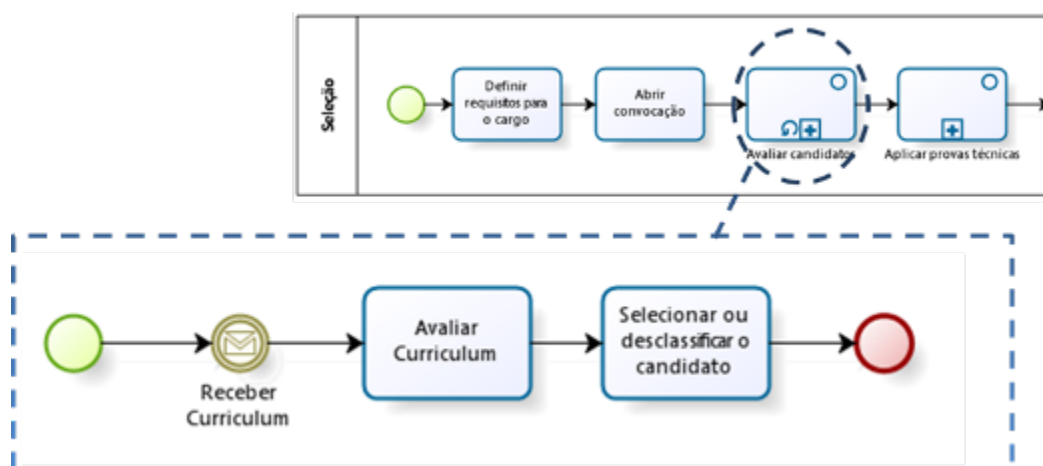 Seleção
Definir
requisitos para
o cargo
Abrir
convocação
Avaliar candidatos
Aplicar provas técnicas
Receber
Curriculum
Avaliar
Curriculum
Selecionar ou
desclassificar o
candidato